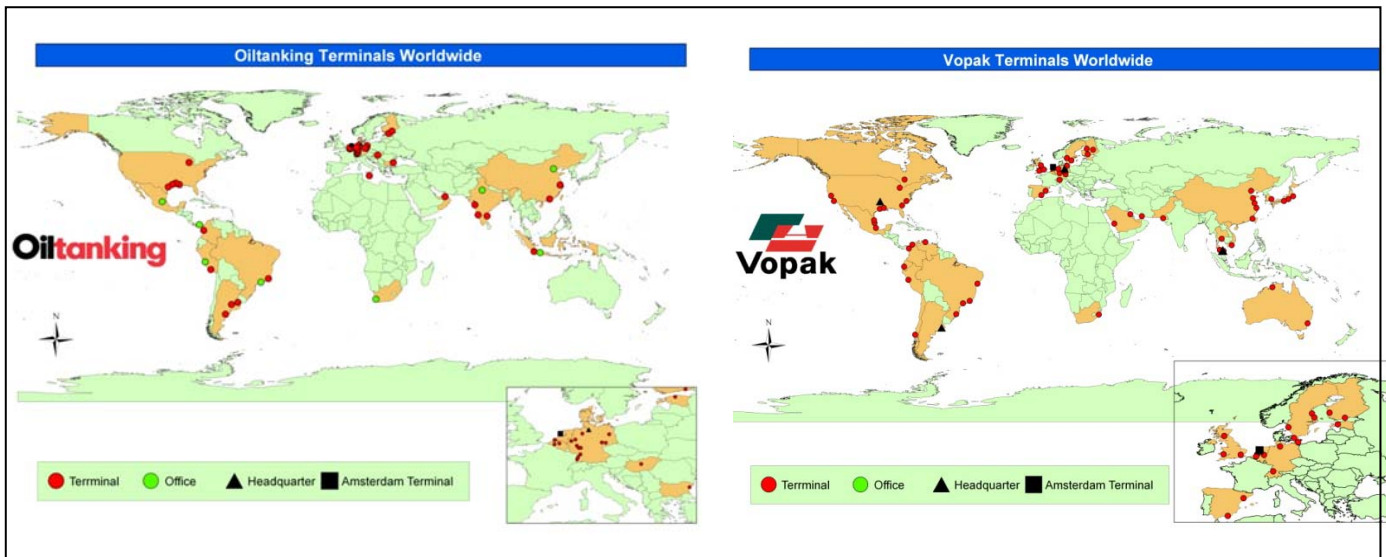 Oiltanking Terminals Worldwide
Oiltanking
N
Terrminal
Office
Headquarter
Amsterdam Terminal
Vopak Terminals Worldwide
Vopak
N
Terrminal
Office
Headquarter
Amsterdam Terminal